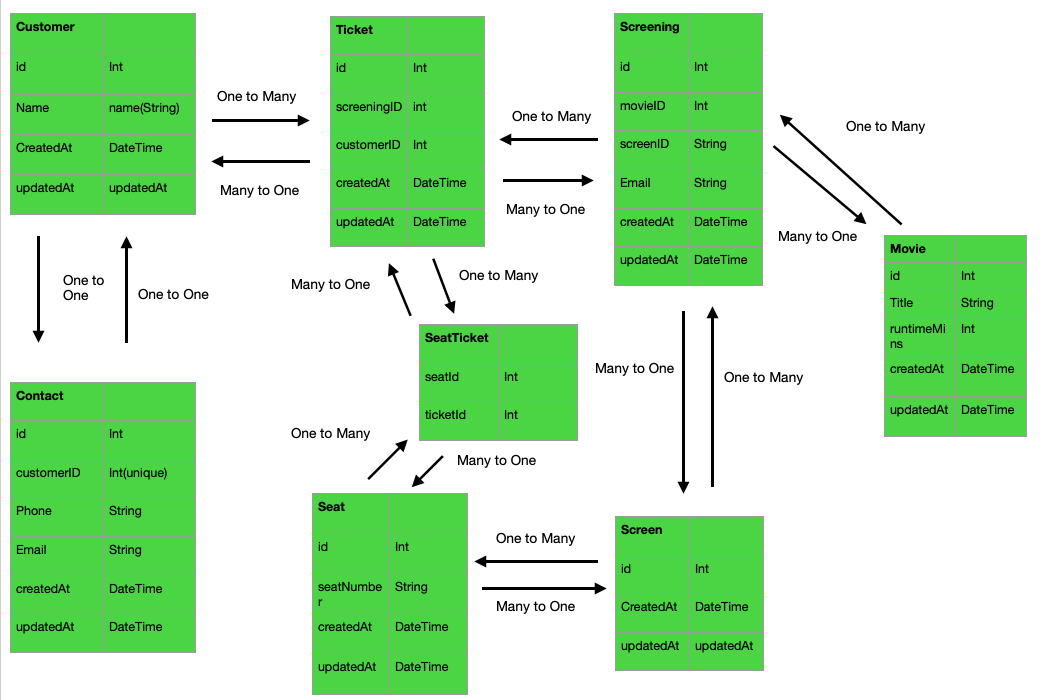 Customer
id Int
Name name(String)
CreatedAt DateTime
updatedAt updatedAt
One to Many
Many to One
Ticket
id Int
screeningID int
customerID Int
createdAt DateTime
updatedAt DateTime
One to Many
Many to One
Screening
id Int
movieID Int
screenID String
Email String
createdAt DateTime
updatedAt DateTime
One to Many
Many to One
Movie
id Int
Title String
runtimeMi Int
ns
createdAt DateTime
updatedAt DateTime
One to
One
One to One
Many to One
One to Many
SeatTicket
seatId Int
ticketId Int
Many to One
One to Many
Contact
id Int
customerID Int(unique)
Phone String
Email String
createdAt DateTime
updatedAt DateTime
One to Many
Many to One
Seat
id Int
seatNumbe String
r
createdAt DateTime
updatedAt DateTime
One to Many
Many to One
Screen
id Int
CreatedAt DateTime
updatedAt updatedAt